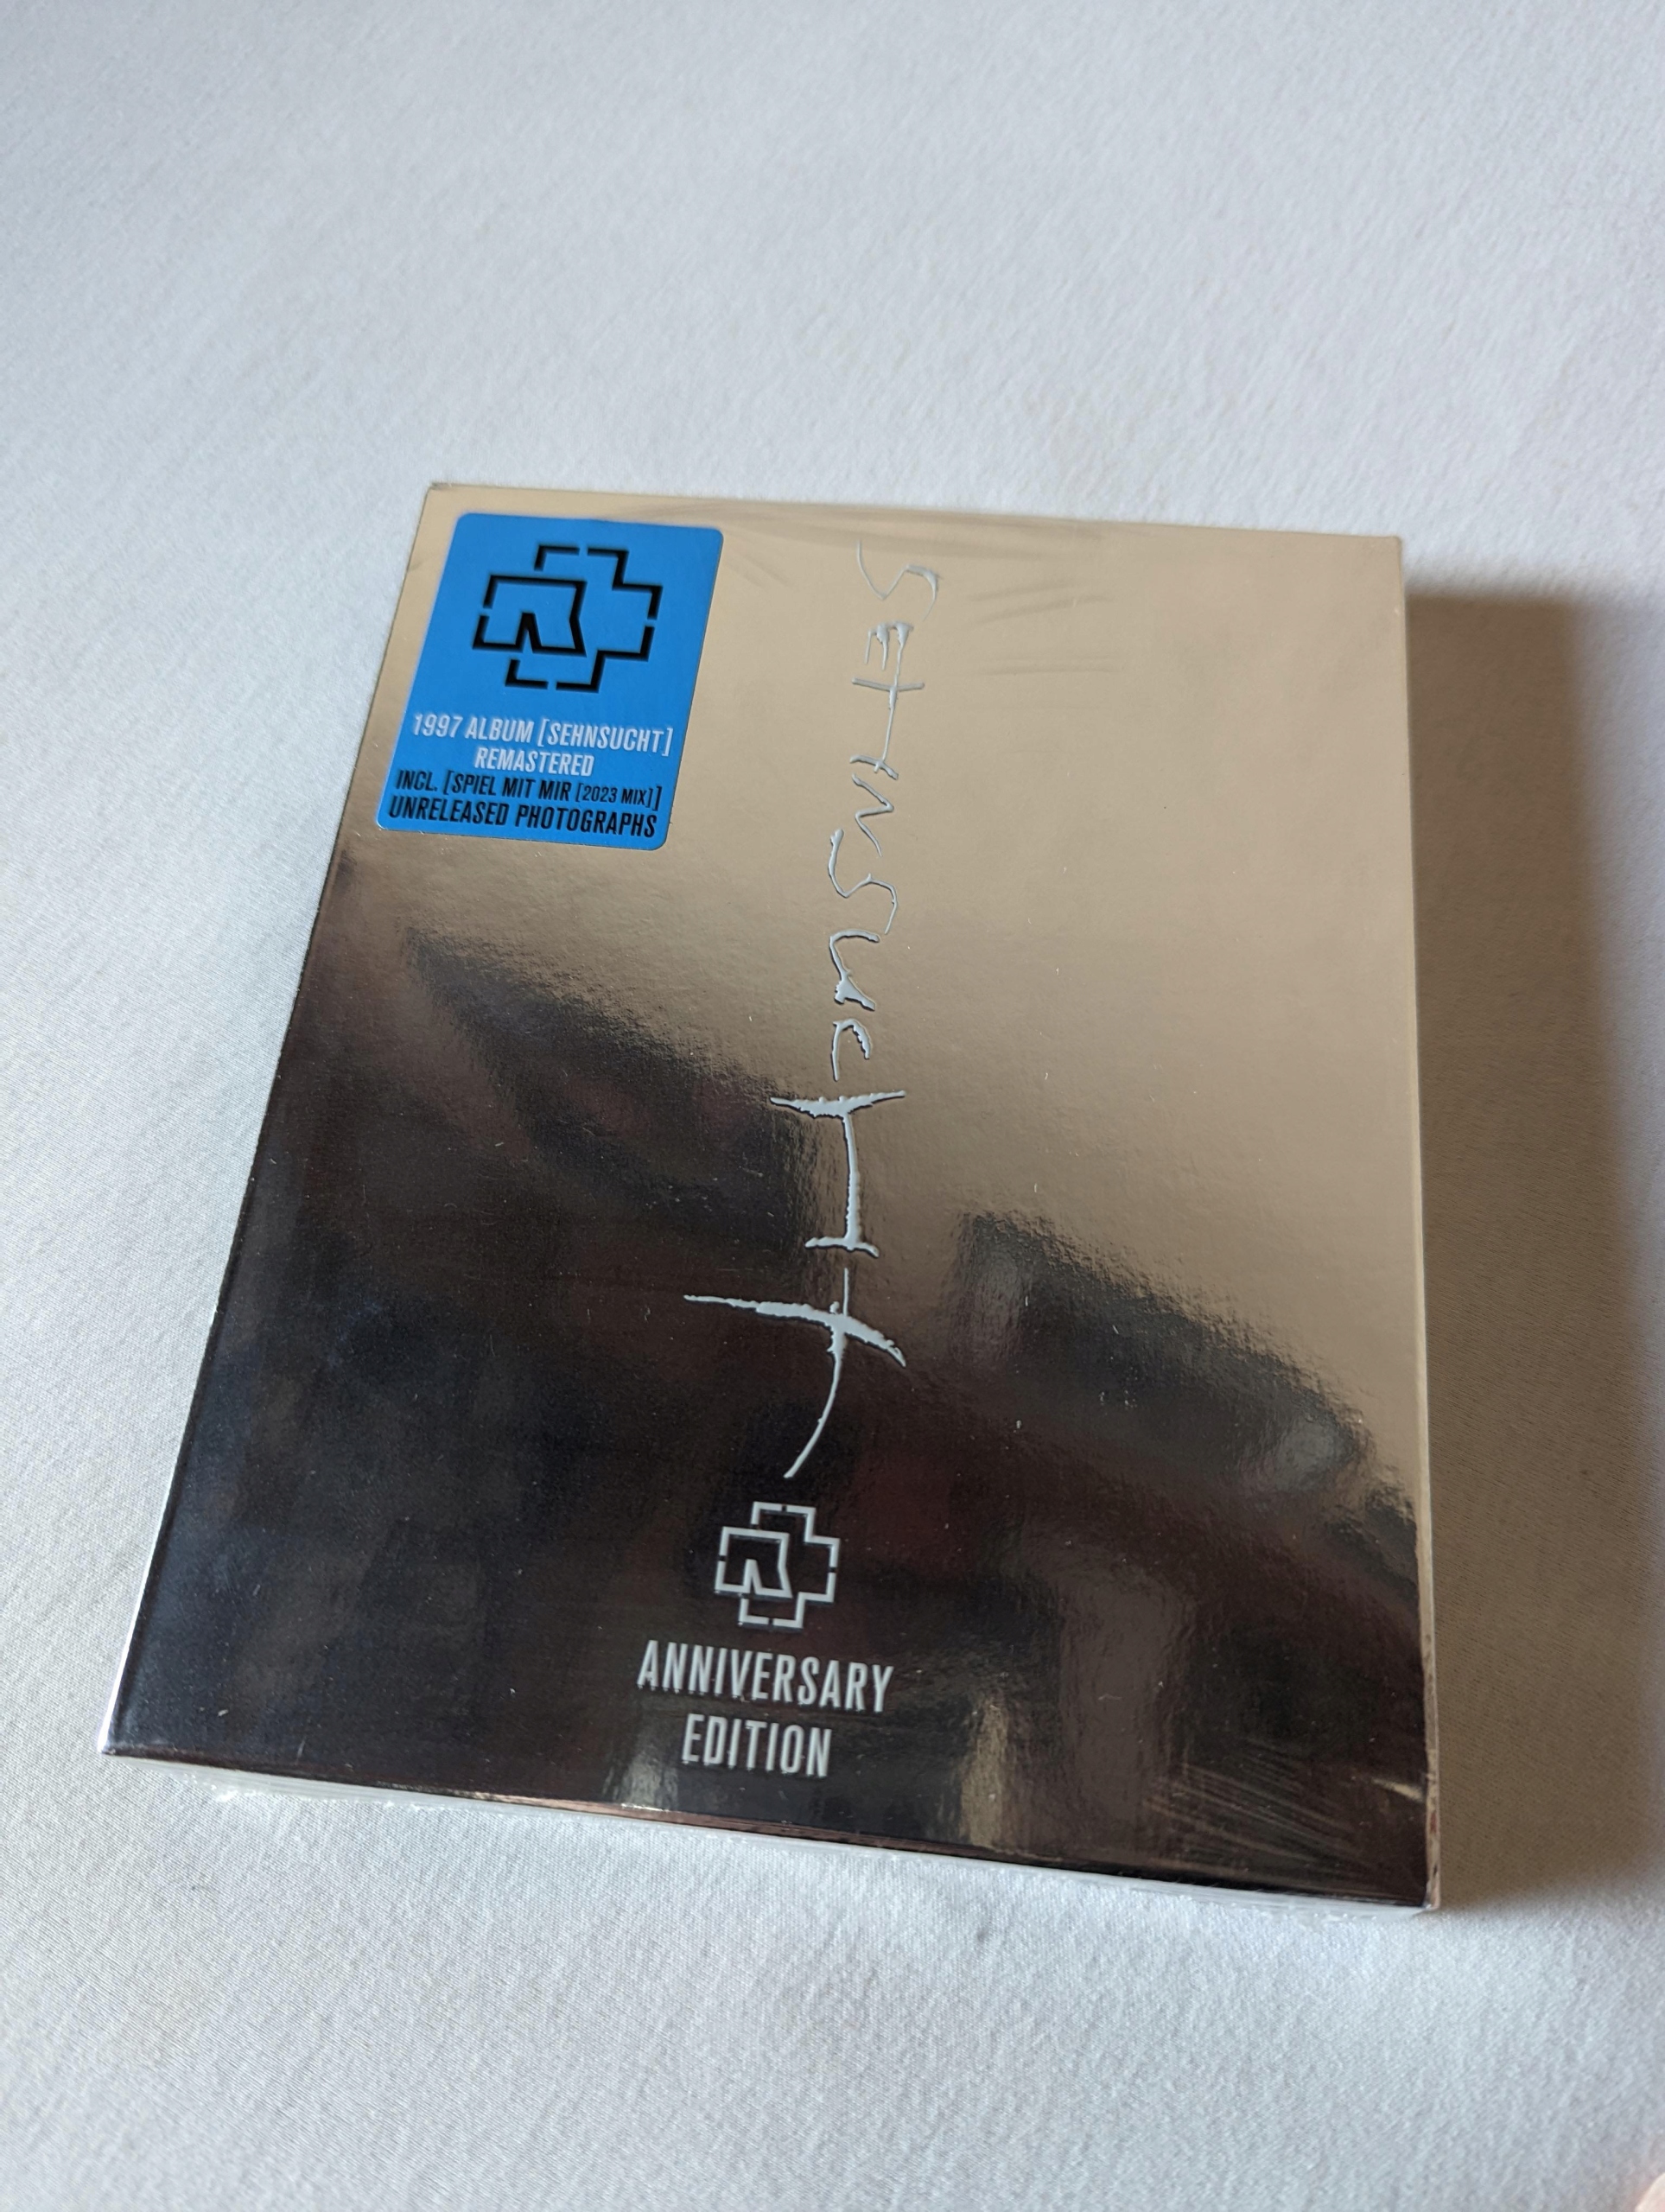 1997 ALBUM [SEHNSUCHT]
REMASTERED
INCL. [SPIEL MIT MIR [2023 MIX]]
UNRELEASED PHOTOGRAPHS
SEHNSucHT
ANNIVERSARY
EDITION